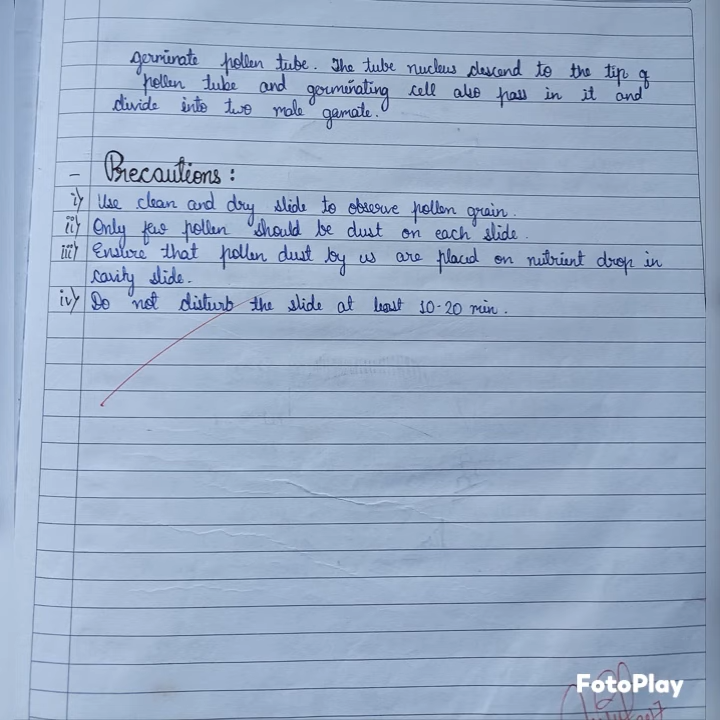 germinate pollen tube. The tube nucleus descend to the tip of
pollen tube and germinating cell also pass in it and
divide into two male gamate.
- Precautions :
i) Use clean and dry slide to observe pollen grain.
ii) Only few pollen should be dust on each slide.
iii) Ensure that pollen dust by us are placed on nutrient drop in
cavity slide.
iv) Do not disturb the slide at least 10-20 min.
FotoPlay